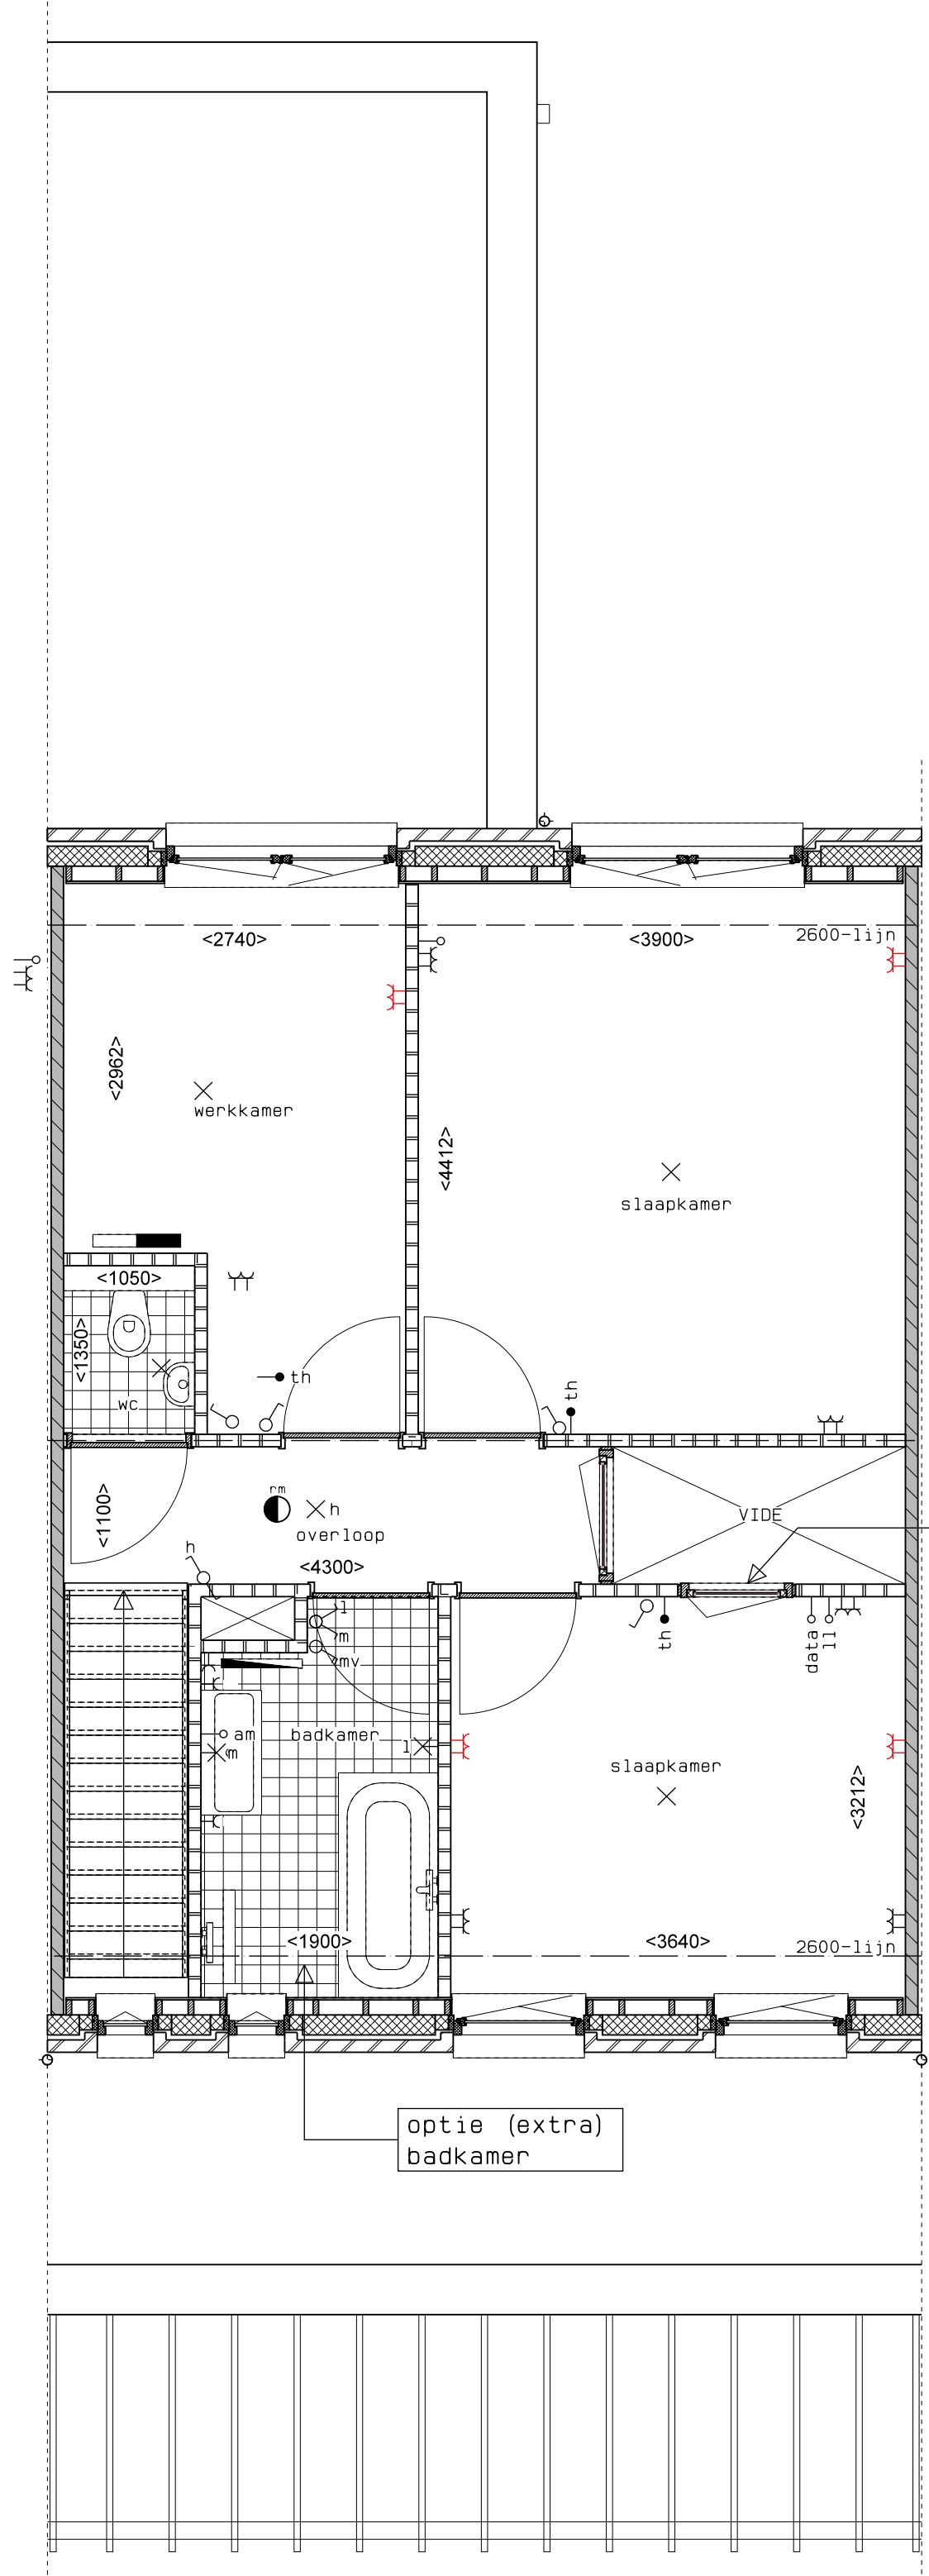 <2740>
<3900>
2600-lijn
<2962>
werkkamer
<4412>
slaapkamer
<1050>
<1350>
wc
th
th
rm
h
overloop
<1100>
<4300>
VIDE
h
l
m
mv
th
data
ll
am
m
badkamer
l
slaapkamer
<3212>
<1900>
<3640>
2600-lijn
optie (extra)
badkamer